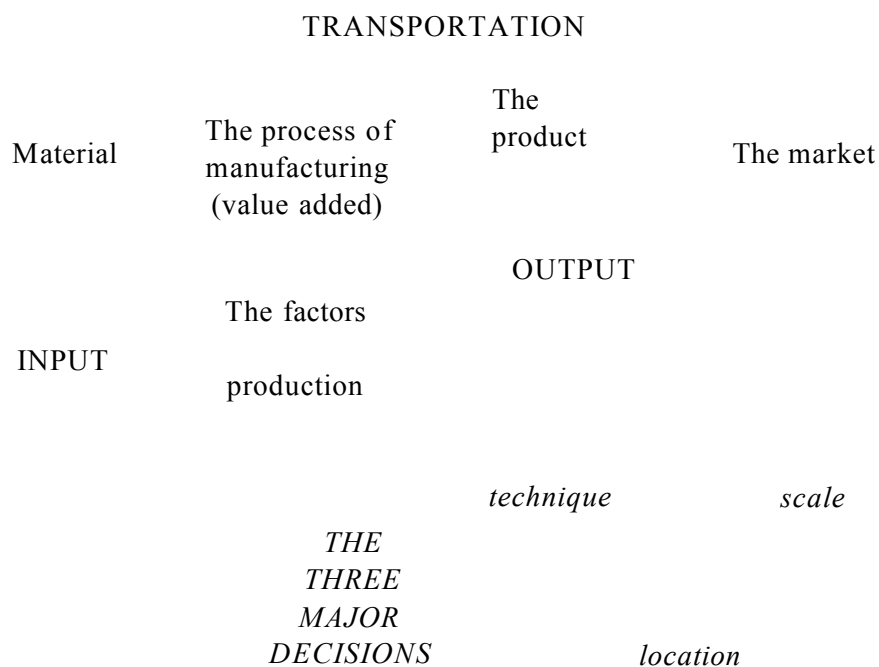 TRANSPORTATION
The
product
Material
The process of
manufacturing
(value added)
The market
OUTPUT
The factors
INPUT
production
technique
scale
THE
THREE
MAJOR
DECISIONS
location